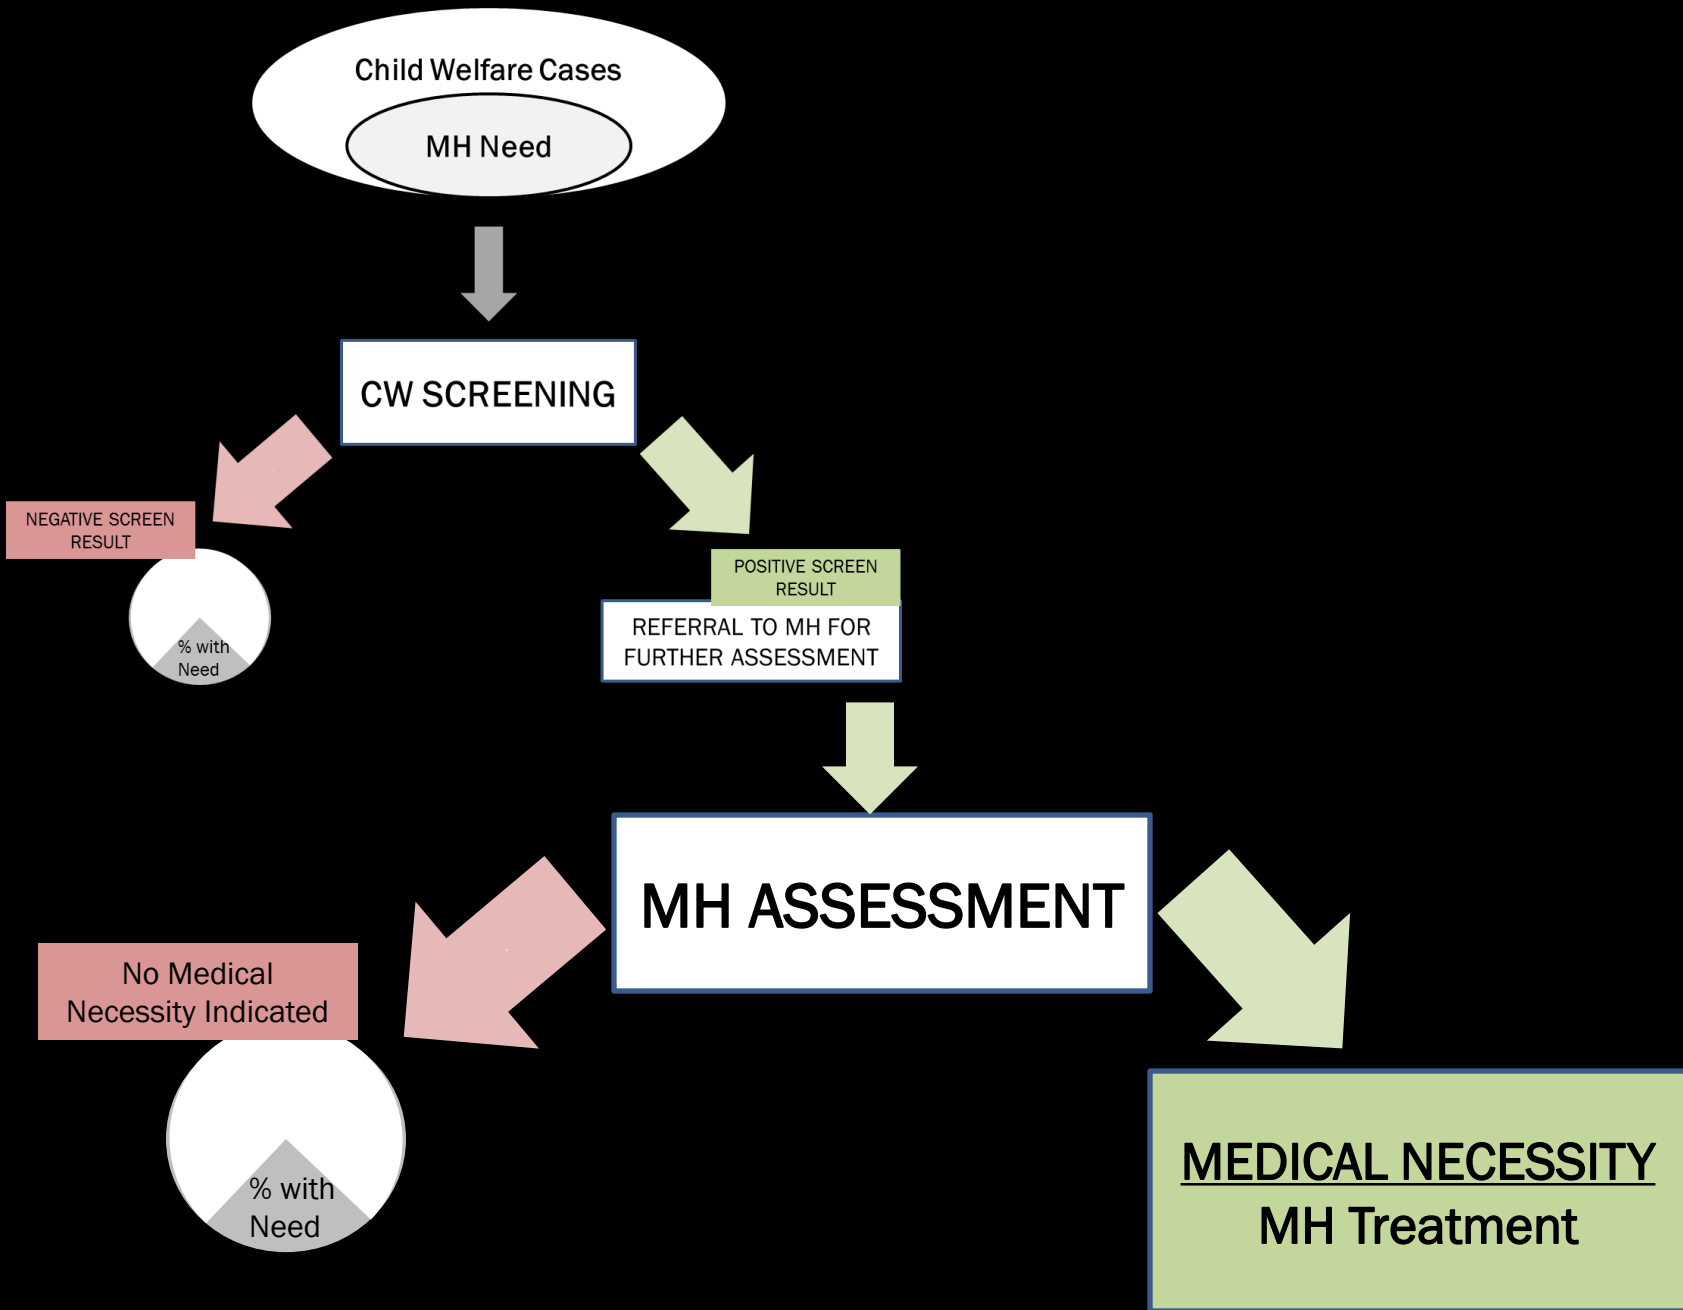 Child Welfare Cases
MH Need
CW SCREENING
NEGATIVE SCREEN
RESULT
% with
Need
POSITIVE SCREEN
RESULT
REFERRAL TO MH FOR
FURTHER ASSESSMENT
MH ASSESSMENT
No Medical
Necessity Indicated
% with
Need
MEDICAL NECESSITY
MH Treatment